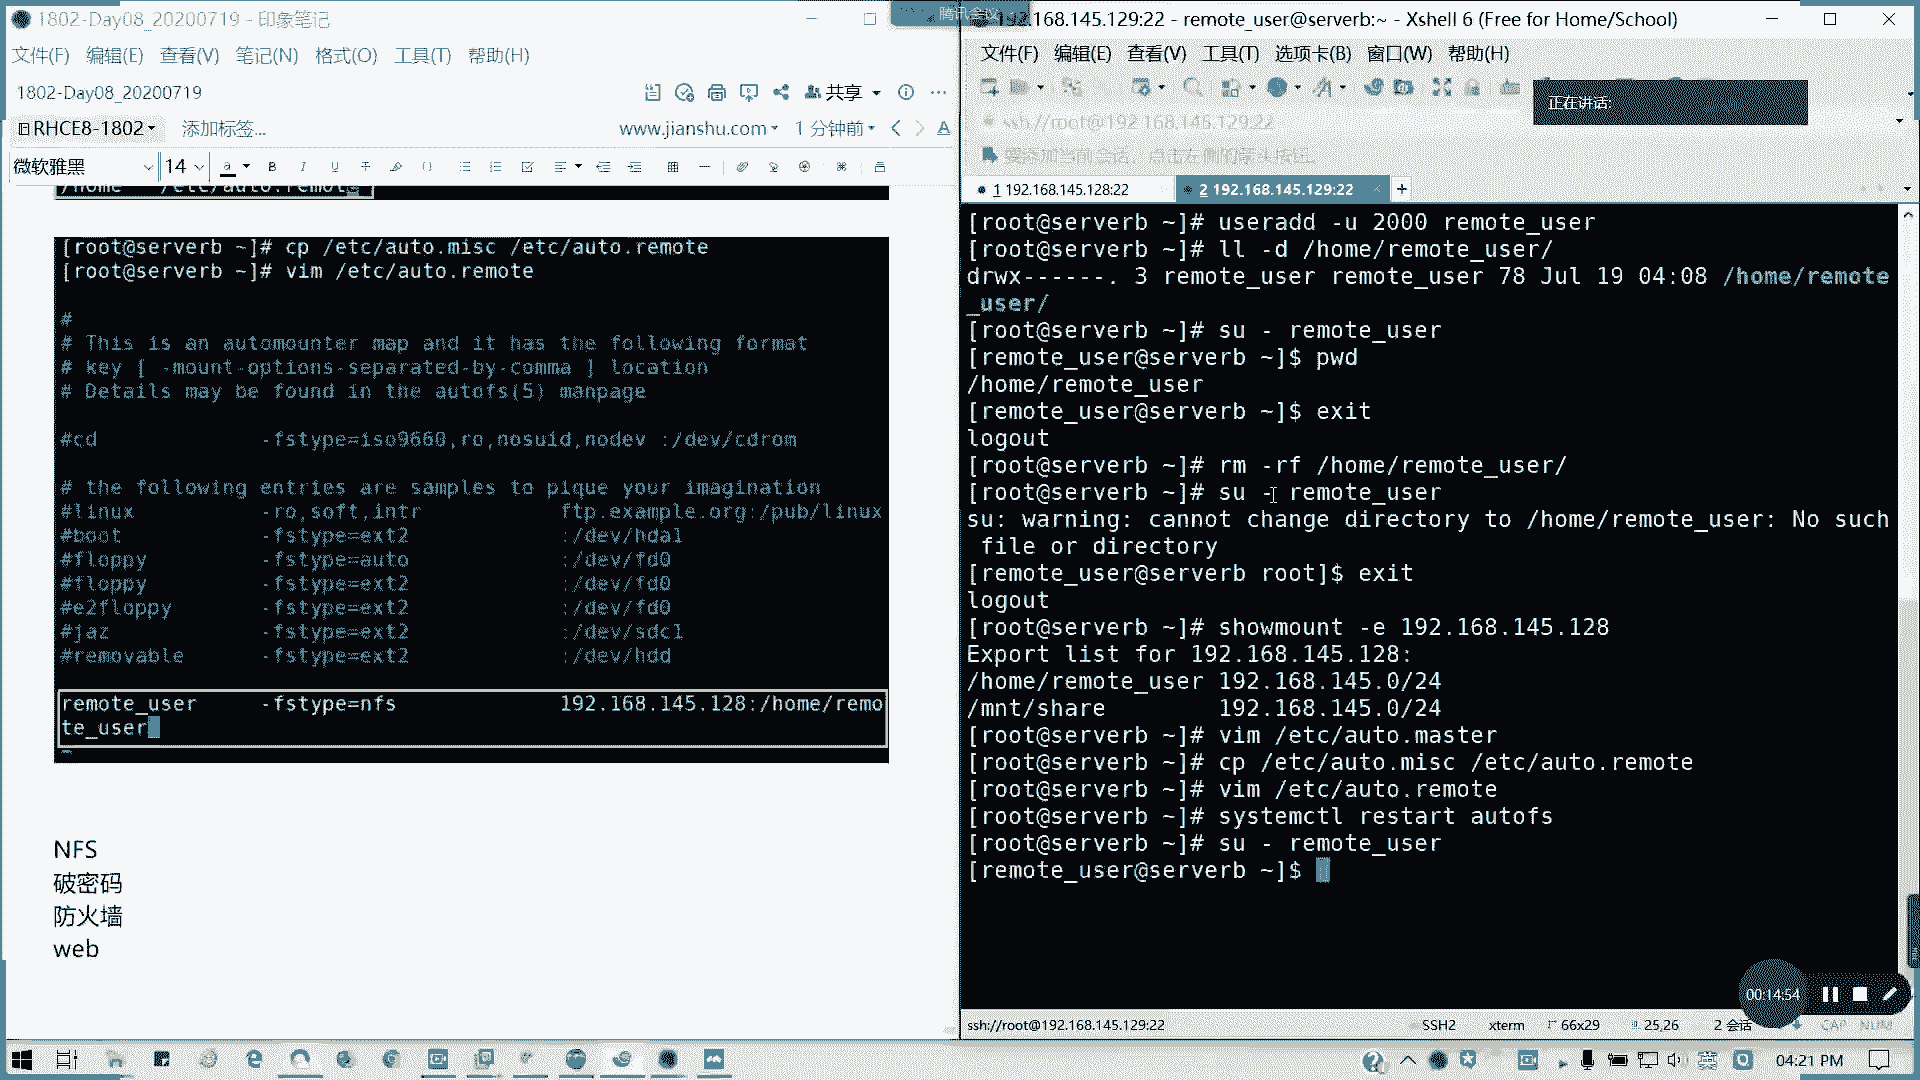 1802-Day08_20200719 - 印象笔记
文件(F) 编辑(E) 查看(V) 笔记(N) 格式(O) 工具(T) 帮助(H)
1802-Day08_20200719
共享
RHCE8-1802
添加标签...
www.jianshu.com
1 分钟前
微软雅黑
14
/home /etc/auto.remote
[root@serverb ~]# cp /etc/auto.misc /etc/auto.remote
[root@serverb ~]# vim /etc/auto.remote
#
# This is an automounter map and it has the following format
# key [ -mount-options-separated-by-comma ] location
# Details may be found in the autofs(5) manpage
#cd -fstype=iso9660,ro,nosuid,nodev :/dev/cdrom
# the following entries are samples to pique your imagination
#linux -ro,soft,intr ftp.example.org:/pub/linux
#boot -fstype=ext2 :/dev/hda1
#floppy -fstype=auto :/dev/fd0
#floppy -fstype=ext2 :/dev/fd0
#e2floppy -fstype=ext2 :/dev/fd0
#jaz -fstype=ext2 :/dev/sdc1
#removable -fstype=ext2 :/dev/hdd
remote_user -fstype=nfs 192.168.145.128:/home/remo
te_user
NFS
破密码
防火墙
web
腾讯会议
192.168.145.129:22 - remote_user@serverb:~ - Xshell 6 (Free for Home/School)
文件(F) 编辑(E) 查看(V) 工具(T) 选项卡(B) 窗口(W) 帮助(H)
正在讲话:
ssh://root@192.168.145.129:22
要添加当前会话，点击左侧的箭头按钮。
1 192.168.145.128:22
2 192.168.145.129:22
[root@serverb ~]# useradd -u 2000 remote_user
[root@serverb ~]# ll -d /home/remote_user/
drwx------. 3 remote_user remote_user 78 Jul 19 04:08 /home/remote
_user/
[root@serverb ~]# su - remote_user
[remote_user@serverb ~]$ pwd
/home/remote_user
[remote_user@serverb ~]$ exit
logout
[root@serverb ~]# rm -rf /home/remote_user/
[root@serverb ~]# su - remote_user
su: warning: cannot change directory to /home/remote_user: No such
file or directory
[remote_user@serverb root]$ exit
logout
[root@serverb ~]# showmount -e 192.168.145.128
Export list for 192.168.145.128:
/home/remote_user 192.168.145.0/24
/mnt/share 192.168.145.0/24
[root@serverb ~]# vim /etc/auto.master
[root@serverb ~]# cp /etc/auto.misc /etc/auto.remote
[root@serverb ~]# vim /etc/auto.remote
[root@serverb ~]# systemctl restart autofs
[root@serverb ~]# su - remote_user
[remote_user@serverb ~]$
00:14:54
ssh://root@192.168.145.129:22
SSH2 xterm 66x29 25,26 2 会话 CAP NUM
英
04:21 PM